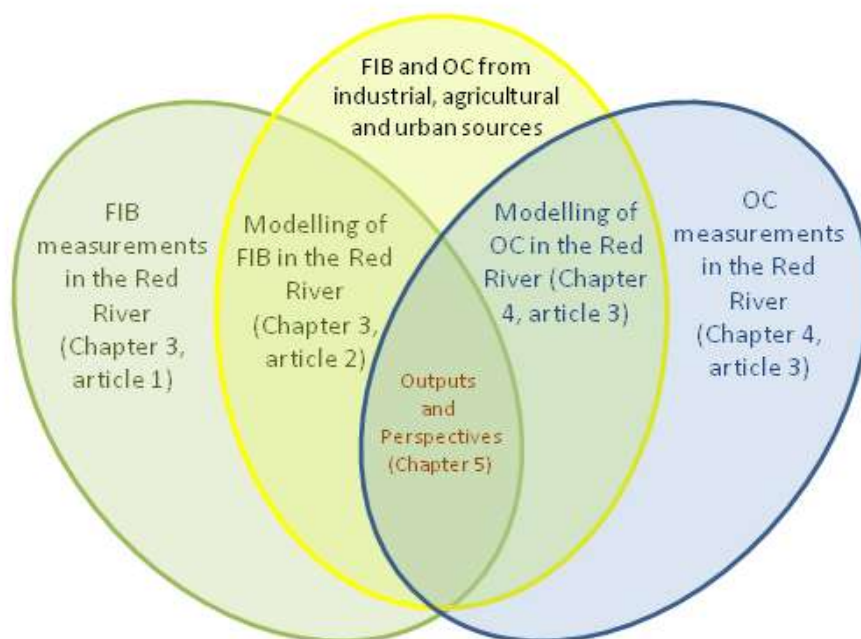 FIB and OC from
industrial, agricultural
and urban sources
FIB
measurements
in the Red
River
(Chapter 3,
article 1)
Modelling of
FIB in the Red
River
(Chapter 3,
article 2)
Modelling of
OC in the Red
River (Chapter
4, article 3)
OC
measurements
in the Red
River
(Chapter 4,
article 3)
Outputs
and
Perspectives
(Chapter 5)